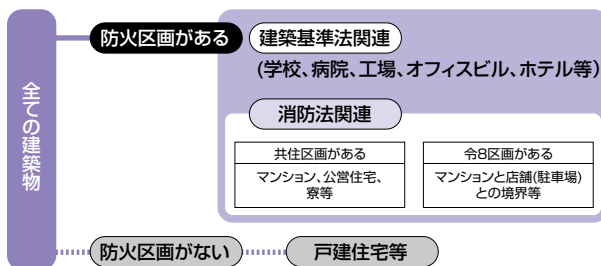 全ての建築物
防火区画がある
建築基準法関連
(学校、病院、工場、オフィスビル、ホテル等)
消防法関連
共住区画がある
マンション、公営住宅、
寮等
令8区画がある
マンションと店舗(駐車場)
との境界等
防火区画がない
戸建住宅等